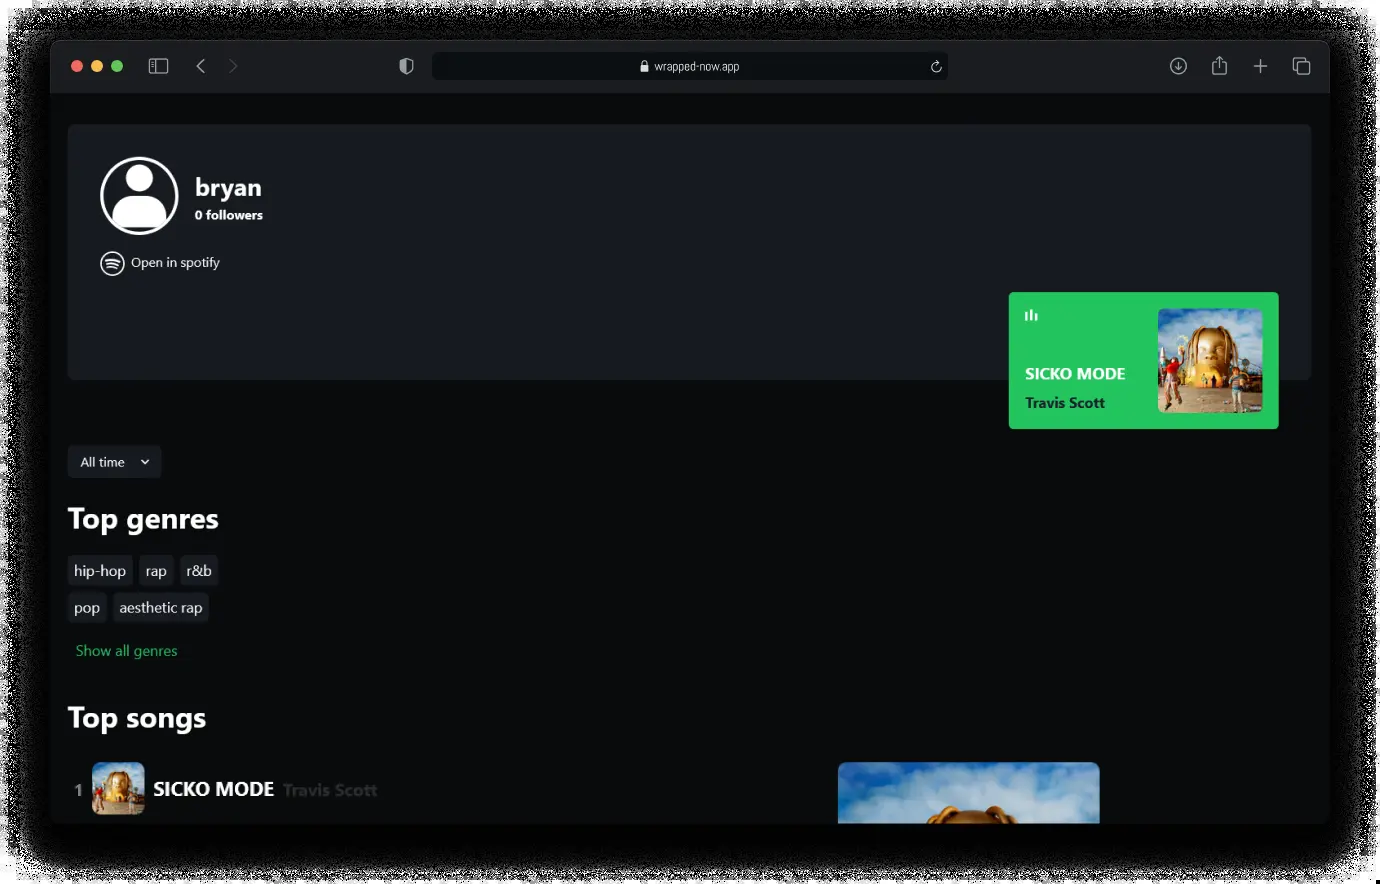 wrapped-now.app
bryan
0 followers
Open in spotify
SICKO MODE
Travis Scott
All time
Top genres
hip-hop rap r&b
pop aesthetic rap
Show all genres
Top songs
1 SICKO MODE Travis Scott